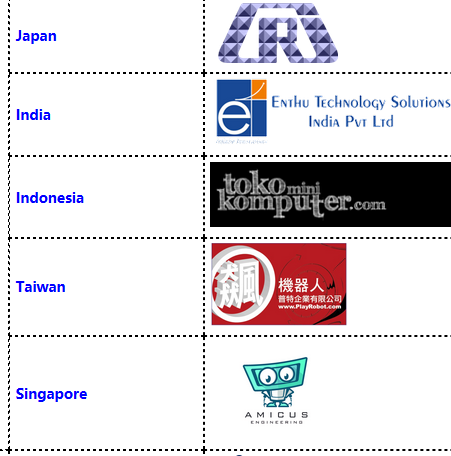 Japan
India
EnThu Technology Solutions
India Pvt Ltd
Indonesia
toko mini
komputer.com
Taiwan
飆 機器人
普特企業有限公司
www.PlayRobot.com
Singapore
AMICUS
ENGINEERING